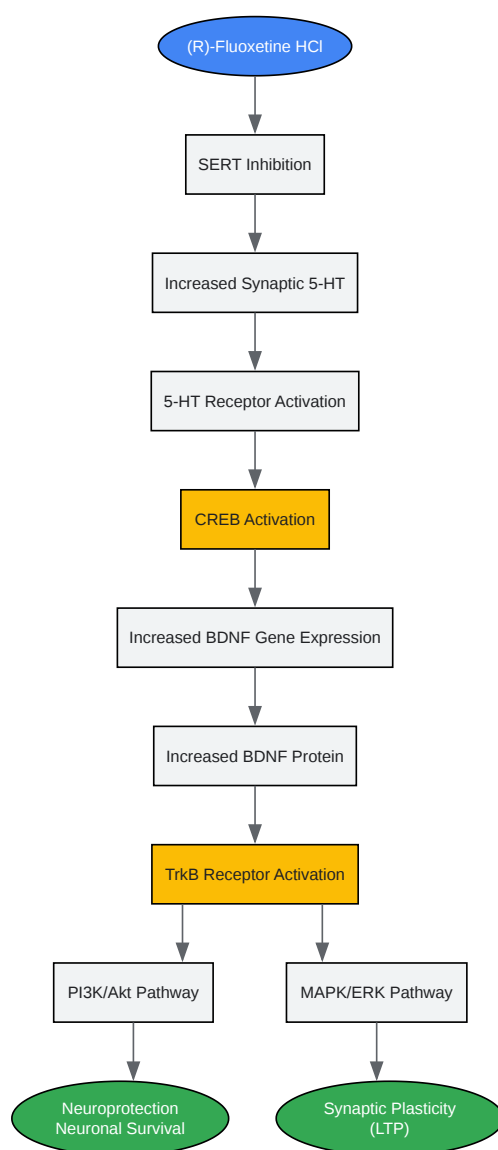 (R)-Fluoxetine HCl
SERT Inhibition
Increased Synaptic 5-HT
5-HT Receptor Activation
CREB Activation
Increased BDNF Gene Expression
Increased BDNF Protein
TrkB Receptor Activation
PI3K/Akt Pathway
MAPK/ERK Pathway
Neuroprotection
Neuronal Survival
Synaptic Plasticity
(LTP)